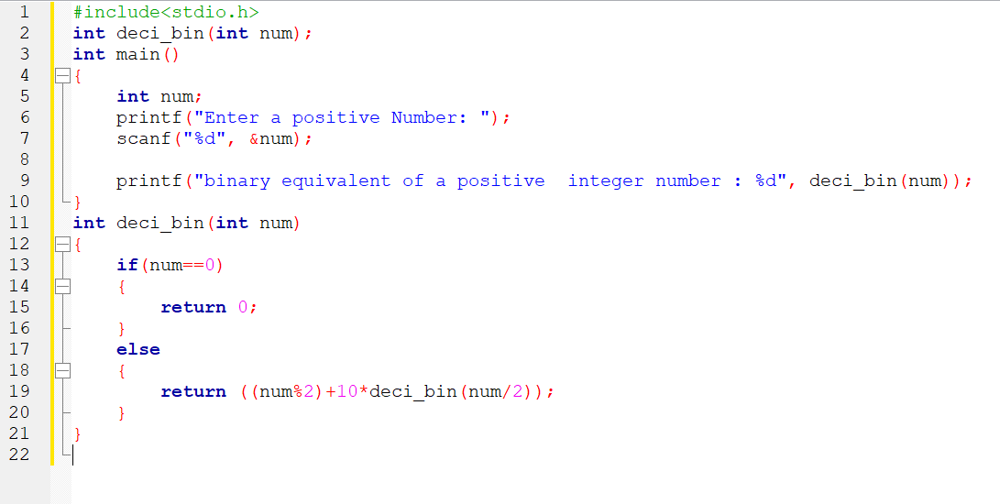 1 #include<stdio.h>
2 int deci_bin(int num);
3 int main()
4 {
5 int num;
6 printf("Enter a positive Number: ");
7 scanf("%d", &num);
8
9 printf("binary equivalent of a positive  integer number : %d", deci_bin(num));
10 }
11 int deci_bin(int num)
12 {
13 if(num==0)
14 {
15 return 0;
16 }
17 else
18 {
19 return ((num%2)+10*deci_bin(num/2));
20 }
21 }
22